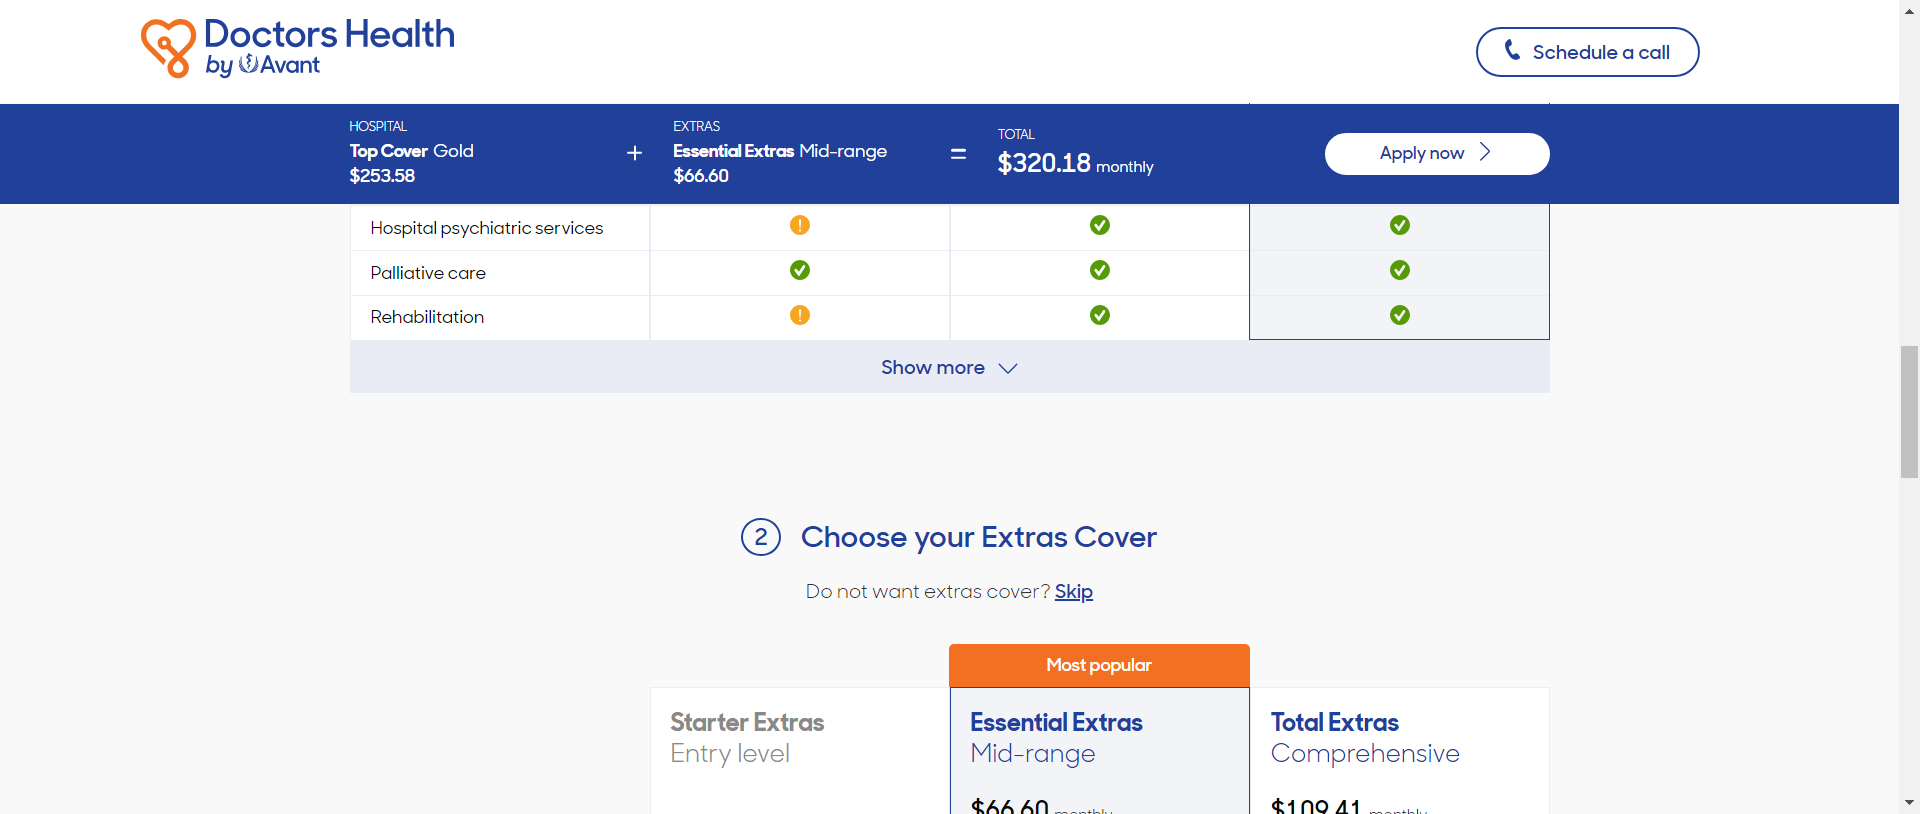 Doctors Health
by Avant
Schedule a call
HOSPITAL
Top Cover Gold
$253.58
+
EXTRAS
Essential Extras Mid-range
$66.60
=
TOTAL
$320.18 monthly
Apply now
Hospital psychiatric services
Palliative care
Rehabilitation
Show more
2 Choose your Extras Cover
Do not want extras cover? Skip
Most popular
Starter Extras
Entry level
Essential Extras
Mid-range
$66.60 monthly
Total Extras
Comprehensive
$109.41 monthly